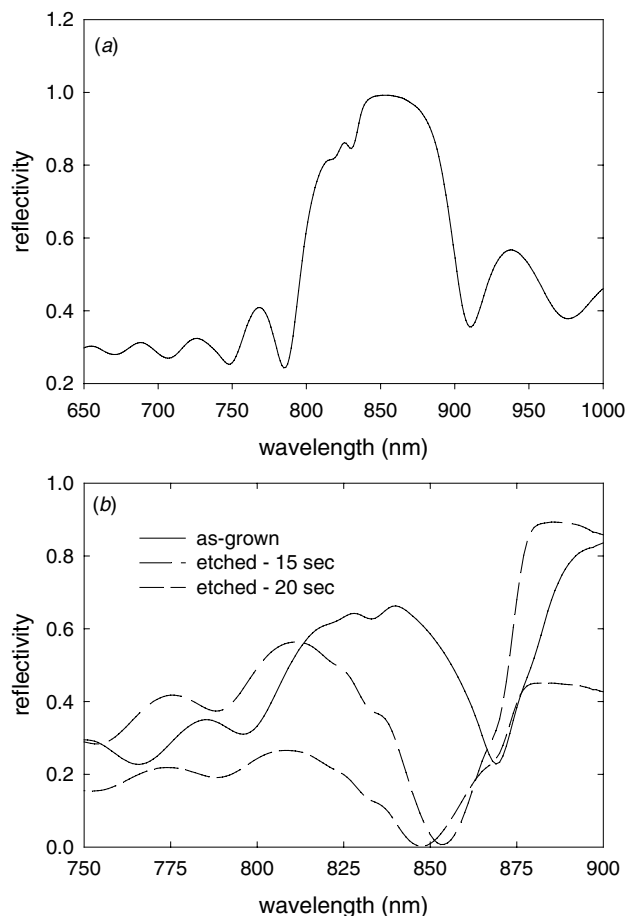 1.2
(a)
1.0
0.8
0.6
0.4
0.2
reflectivity
650 700 750 800 850 900 950 1000
wavelength (nm)
1.0
(b)
as-grown
etched - 15 sec
etched - 20 sec
0.8
0.6
0.4
0.2
0.0
reflectivity
750 775 800 825 850 875 900
wavelength (nm)